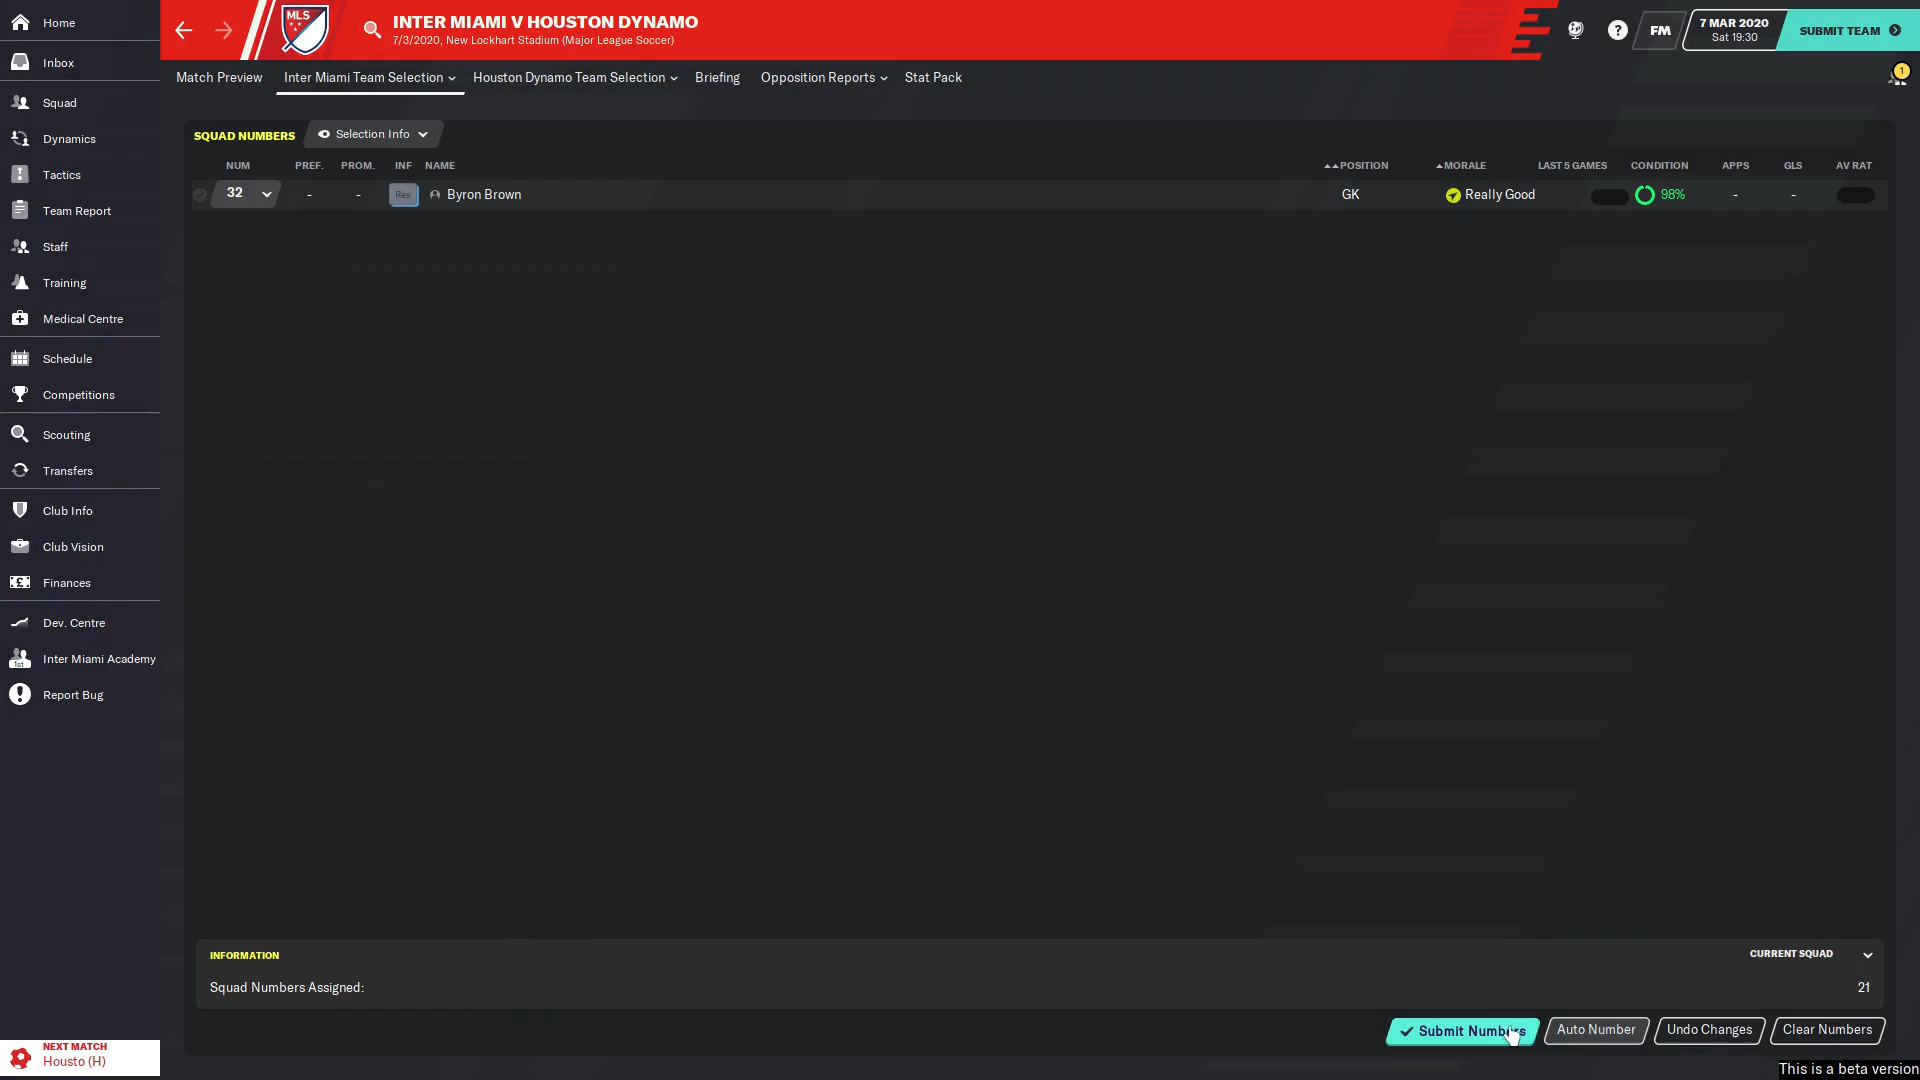 Home
Inbox
Squad
Dynamics
Tactics
Team Report
Staff
Training
Medical Centre
Schedule
Competitions
Scouting
Transfers
Club Info
Club Vision
Finances
Dev. Centre
1st
Inter Miami Academy
Report Bug
NEXT MATCH
Housto (H)
MLS
INTER MIAMI V HOUSTON DYNAMO
7/3/2020, New Lockhart Stadium (Major League Soccer)
? FM
7 MAR 2020
Sat 19:30
SUBMIT TEAM
Match Preview Inter Miami Team Selection Houston Dynamo Team Selection Briefing Opposition Reports Stat Pack
1
SQUAD NUMBERS Selection Info
NUM PREF. PROM. INF NAME POSITION MORALE LAST 5 GAMES CONDITION APPS GLS AV RAT
32 - - Res Byron Brown GK Really Good 98% - -
INFORMATION CURRENT SQUAD
Squad Numbers Assigned: 21
Submit Numbers Auto Number Undo Changes Clear Numbers
This is a beta version